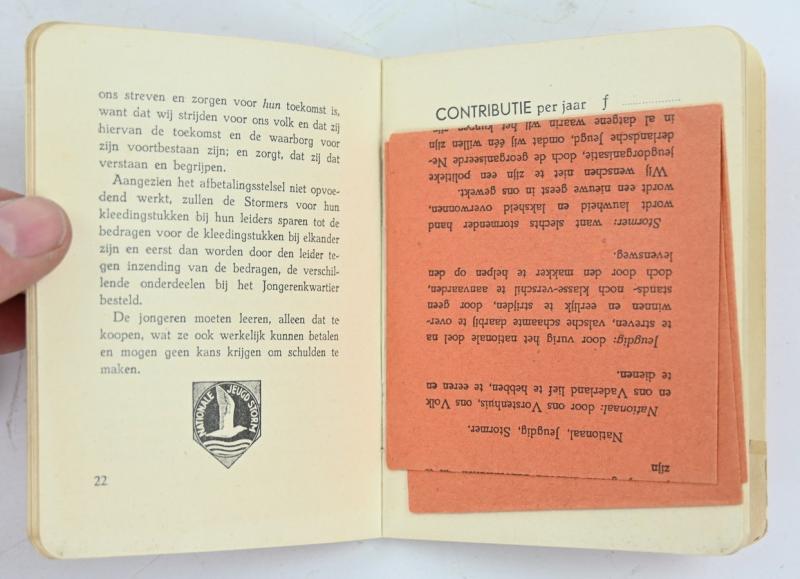 ons streven en zorgen voor hun toekomst is,
want dat wij strijden voor ons volk en dat zij
hiervan de toekomst en de waarborg voor
zijn voortbestaan zijn; en zorgt, dat zij dat
verstaan en begrijpen.
Aangezien het afbetalingsstelsel niet opvoe-
dend werkt, zullen de Stormers voor hun
kleedingstukken bij hun leiders sparen tot de
bedragen voor de kleedingstukken bij elkander
zijn en eerst dan worden door den leider te-
gen inzending van de bedragen, de verschil-
lende onderdeelen bij het Jongerenkwartier
besteld.
De jongeren moeten leeren, alleen dat te
koopen, wat ze ook werkelijk kunnen betalen
en mogen geen kans krijgen om schulden te
maken.
NATIONALE JEUGDSTORM
22
CONTRIBUTIE per jaar f ....................
zijn
Nationaal, Jeugdig, Stormer.
Nationaal: door ons Vorstenhuis, ons Volk
en ons Vaderland lief te hebben, te eeren en
te dienen.
Jeugdig: door vurig het nationale doel na
te streven, valsche schaamte daarbij te over-
winnen en eerlijk te strijden, door geen
stands- noch klasse-verschil te aanvaarden,
doch door den makker te helpen op den
levensweg.
Stormer: want slechts stormender hand
wordt lauwheid en laksheid overwonnen,
wordt een nieuwe geest in ons gewekt.
Wij wenschen niet te zijn een politieke
jeugdorganisatie, doch de georganiseerde Ne-
derlandsche Jeugd, omdat wij één willen zijn
in al datgene waarin wij het kunnen